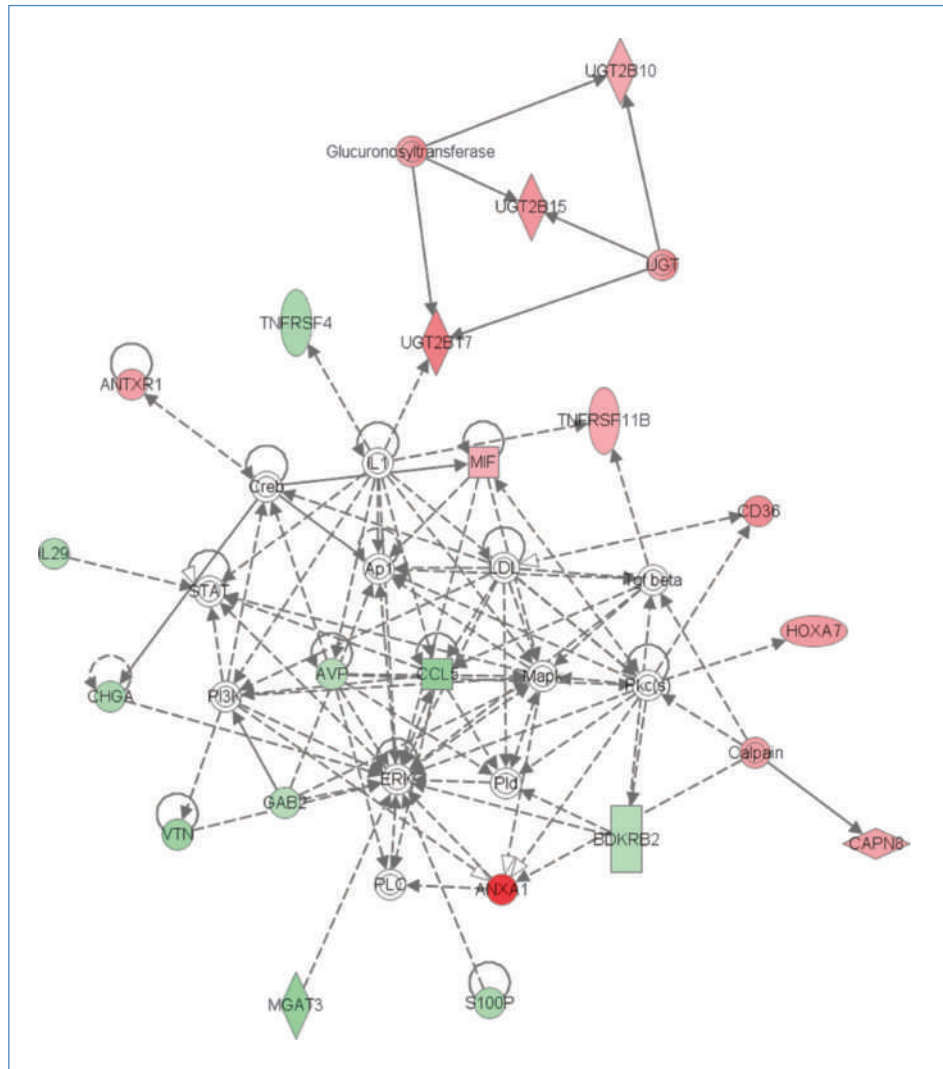 UGT2B10
Glucuronosyltransferase
UGT2B15
UGT
TNFRSF4
UGT2B17
ANTXR1
TNFRSF11B
IL1
MIF
Creb
CD36
IL29
Ap1
LDL
Tgf beta
STAT
HOXA7
AVP
CCL5
Mapk
Pkc(s)
CHGA
PI3K
Calpain
ERK
Pld
GAB2
VTN
BDKRB2
CAPN8
PLC
ANXA1
MGAT3
S100P